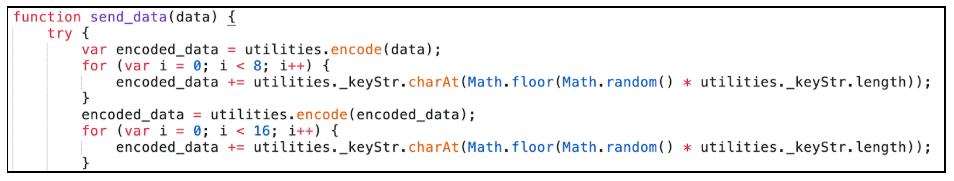 function send_data(data) {
    try {
        var encoded_data = utilities.encode(data);
        for (var i = 0; i < 8; i++) {
            encoded_data += utilities._keyStr.charAt(Math.floor(Math.random() * utilities._keyStr.length));
        }
        encoded_data = utilities.encode(encoded_data);
        for (var i = 0; i < 16; i++) {
            encoded_data += utilities._keyStr.charAt(Math.floor(Math.random() * utilities._keyStr.length));
        }